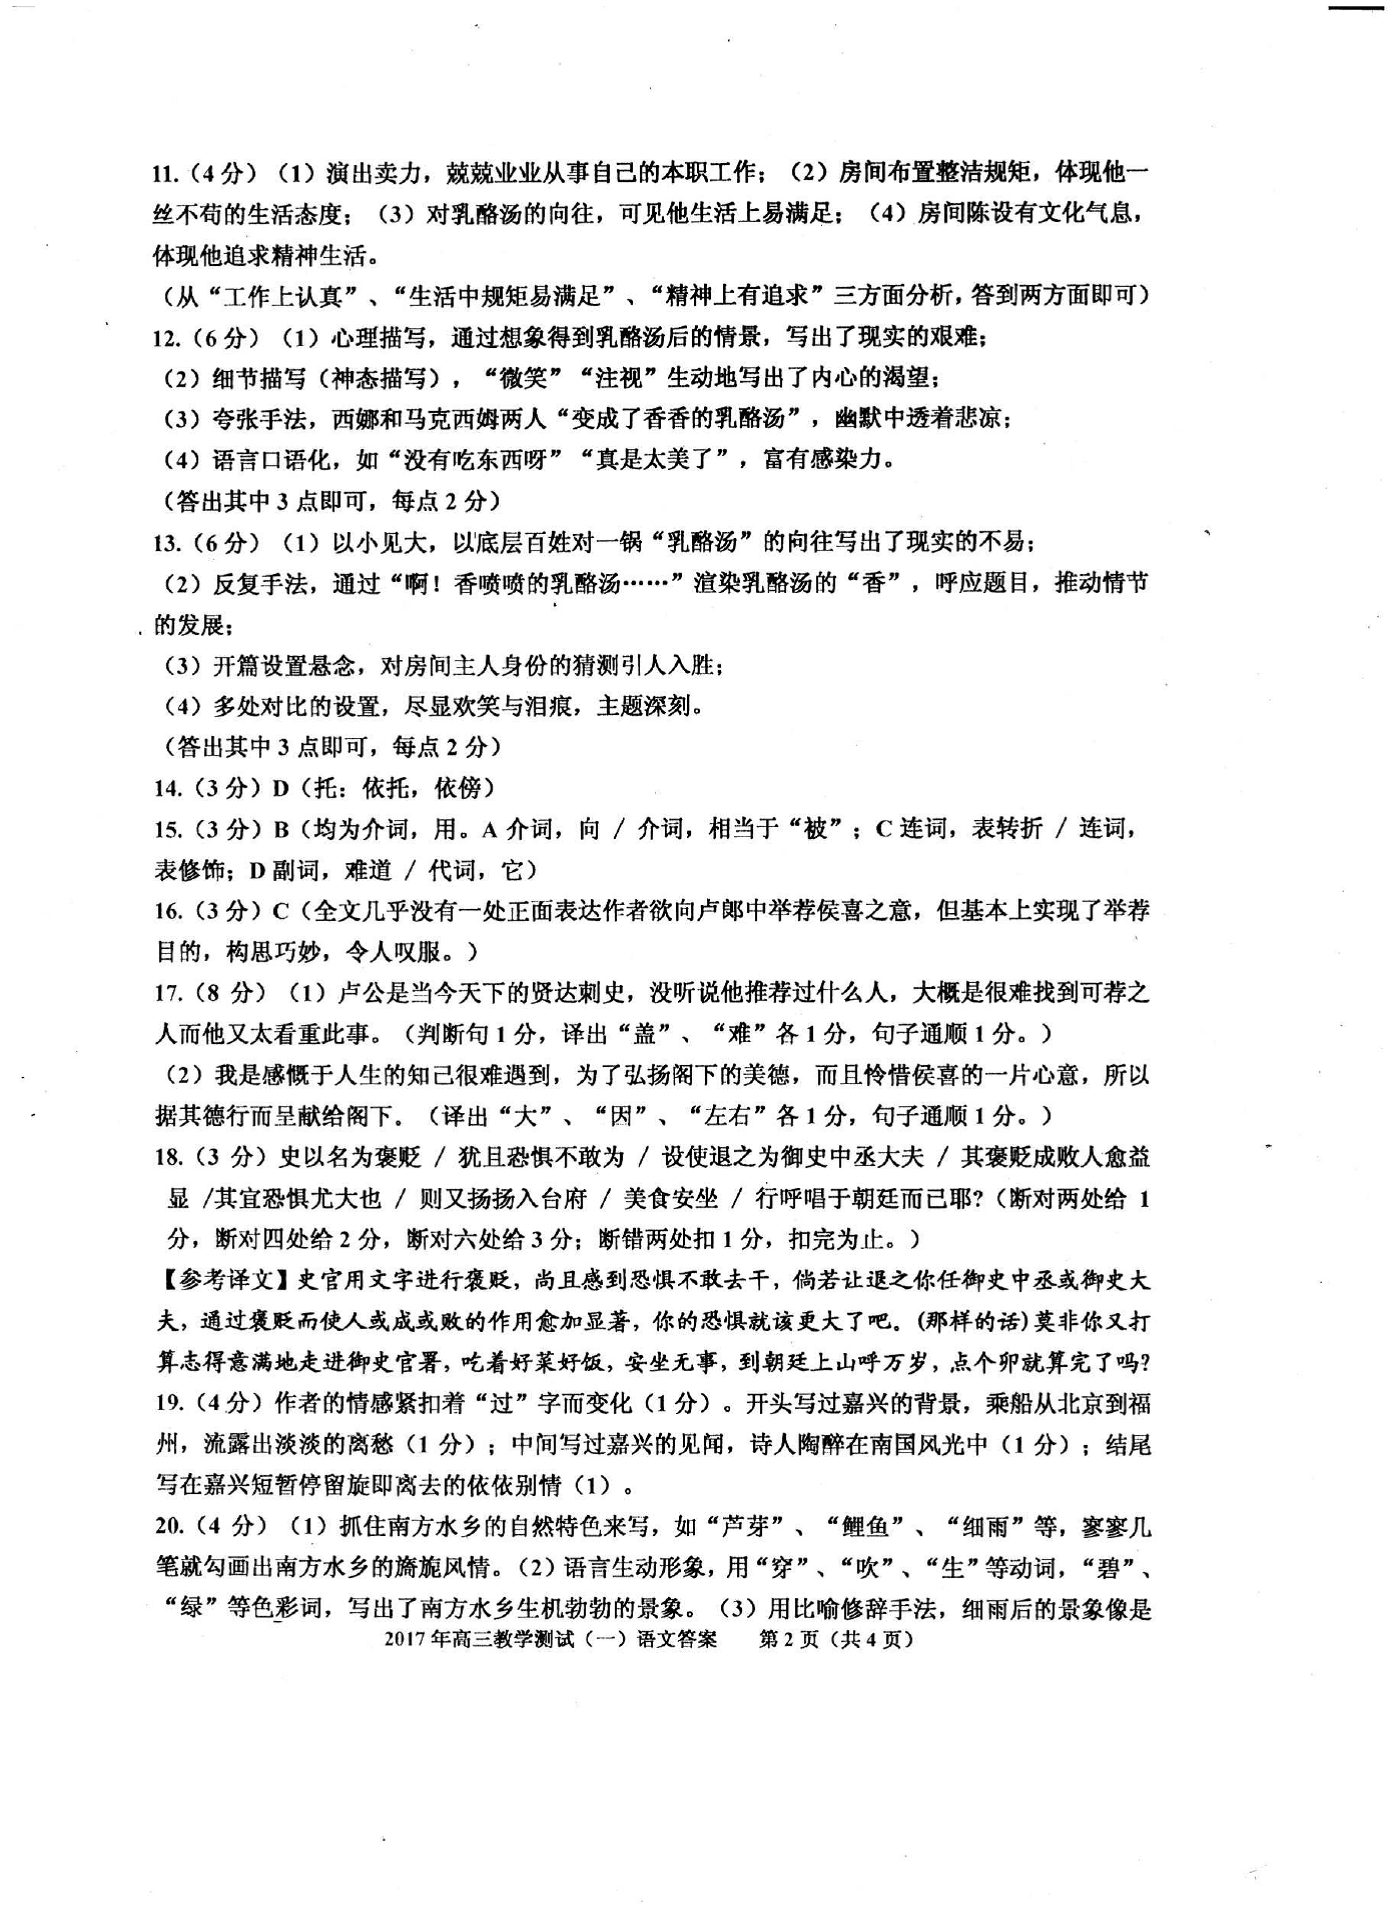 11.（4 分）（1）演出卖力，兢兢业业从事自己的本职工作；（2）房间布置整洁规矩，体现他一
丝不苟的生活态度；（3）对乳酪汤的向往，可见他生活上易满足；（4）房间陈设有文化气息，
体现他追求精神生活。
（从“工作上认真”、“生活中规矩易满足”、“精神上有追求”三方面分析，答到两方面即可）
12.（6 分）（1）心理描写，通过想象得到乳酪汤后的情景，写出了现实的艰难；
（2）细节描写（神态描写），“微笑”“注视”生动地写出了内心的渴望；
（3）夸张手法，西娜和马克西姆两人“变成了香香的乳酪汤”，幽默中透着悲凉；
（4）语言口语化，如“没有吃东西呀”“真是太美了”，富有感染力。
（答出其中 3 点即可，每点 2 分）
13.（6 分）（1）以小见大，以底层百姓对一锅“乳酪汤”的向往写出了现实的不易；
（2）反复手法，通过“啊！香喷喷的乳酪汤……”渲染乳酪汤的“香”，呼应题目，推动情节
的发展；
（3）开篇设置悬念，对房间主人身份的猜测引人入胜；
（4）多处对比的设置，尽显欢笑与泪痕，主题深刻。
（答出其中 3 点即可，每点 2 分）
14.（3 分）D（托：依托，依傍）
15.（3 分）B（均为介词，用。A 介词，向 / 介词，相当于“被”；C 连词，表转折 / 连词，
表修饰；D 副词，难道 / 代词，它）
16.（3 分）C（全文几乎没有一处正面表达作者欲向卢郎中举荐侯喜之意，但基本上实现了举荐
目的，构思巧妙，令人叹服。）
17.（8 分）（1）卢公是当今天下的贤达刺史，没听说他推荐过什么人，大概是很难找到可荐之
人而他又太看重此事。（判断句 1 分，译出“盖”、“难”各 1 分，句子通顺 1 分。）
（2）我是感慨于人生的知己很难遇到，为了弘扬阁下的美德，而且怜惜侯喜的一片心意，所以
据其德行而呈献给阁下。（译出“大”、“因”、“左右”各 1 分，句子通顺 1 分。）
18.（3 分）史以名为褒贬 / 犹且恐惧不敢为 / 设使退之为御史中丞大夫 / 其褒贬成败人愈益
显 /其宜恐惧尤大也 / 则又扬扬入台府 / 美食安坐 / 行呼唱于朝廷而已耶？（断对两处给 1
分，断对四处给 2 分，断对六处给 3 分；断错两处扣 1 分，扣完为止。）
【参考译文】史官用文字进行褒贬，尚且感到恐惧不敢去干，倘若让退之你任御史中丞或御史大
夫，通过褒贬而使人或成或败的作用愈加显著，你的恐惧就该更大了吧。(那样的话)莫非你又打
算志得意满地走进御史官署，吃着好菜好饭，安坐无事，到朝廷上山呼万岁，点个卯就算完了吗？
19.（4 分）作者的情感紧扣着“过”字而变化（1 分）。开头写过嘉兴的背景，乘船从北京到福
州，流露出淡淡的离愁（1 分）；中间写过嘉兴的见闻，诗人陶醉在南国风光中（1 分）；结尾
写在嘉兴短暂停留旋即离去的依依别情（1）。
20.（4 分）（1）抓住南方水乡的自然特色来写，如“芦芽”、“鲤鱼”、“细雨”等，寥寥几
笔就勾画出南方水乡的旖旎风情。（2）语言生动形象，用“穿”、“吹”、“生”等动词，“碧”、
“绿”等色彩词，写出了南方水乡生机勃勃的景象。（3）用比喻修辞手法，细雨后的景象像是
2017 年高三教学测试（一）语文答案 第 2 页（共 4 页）